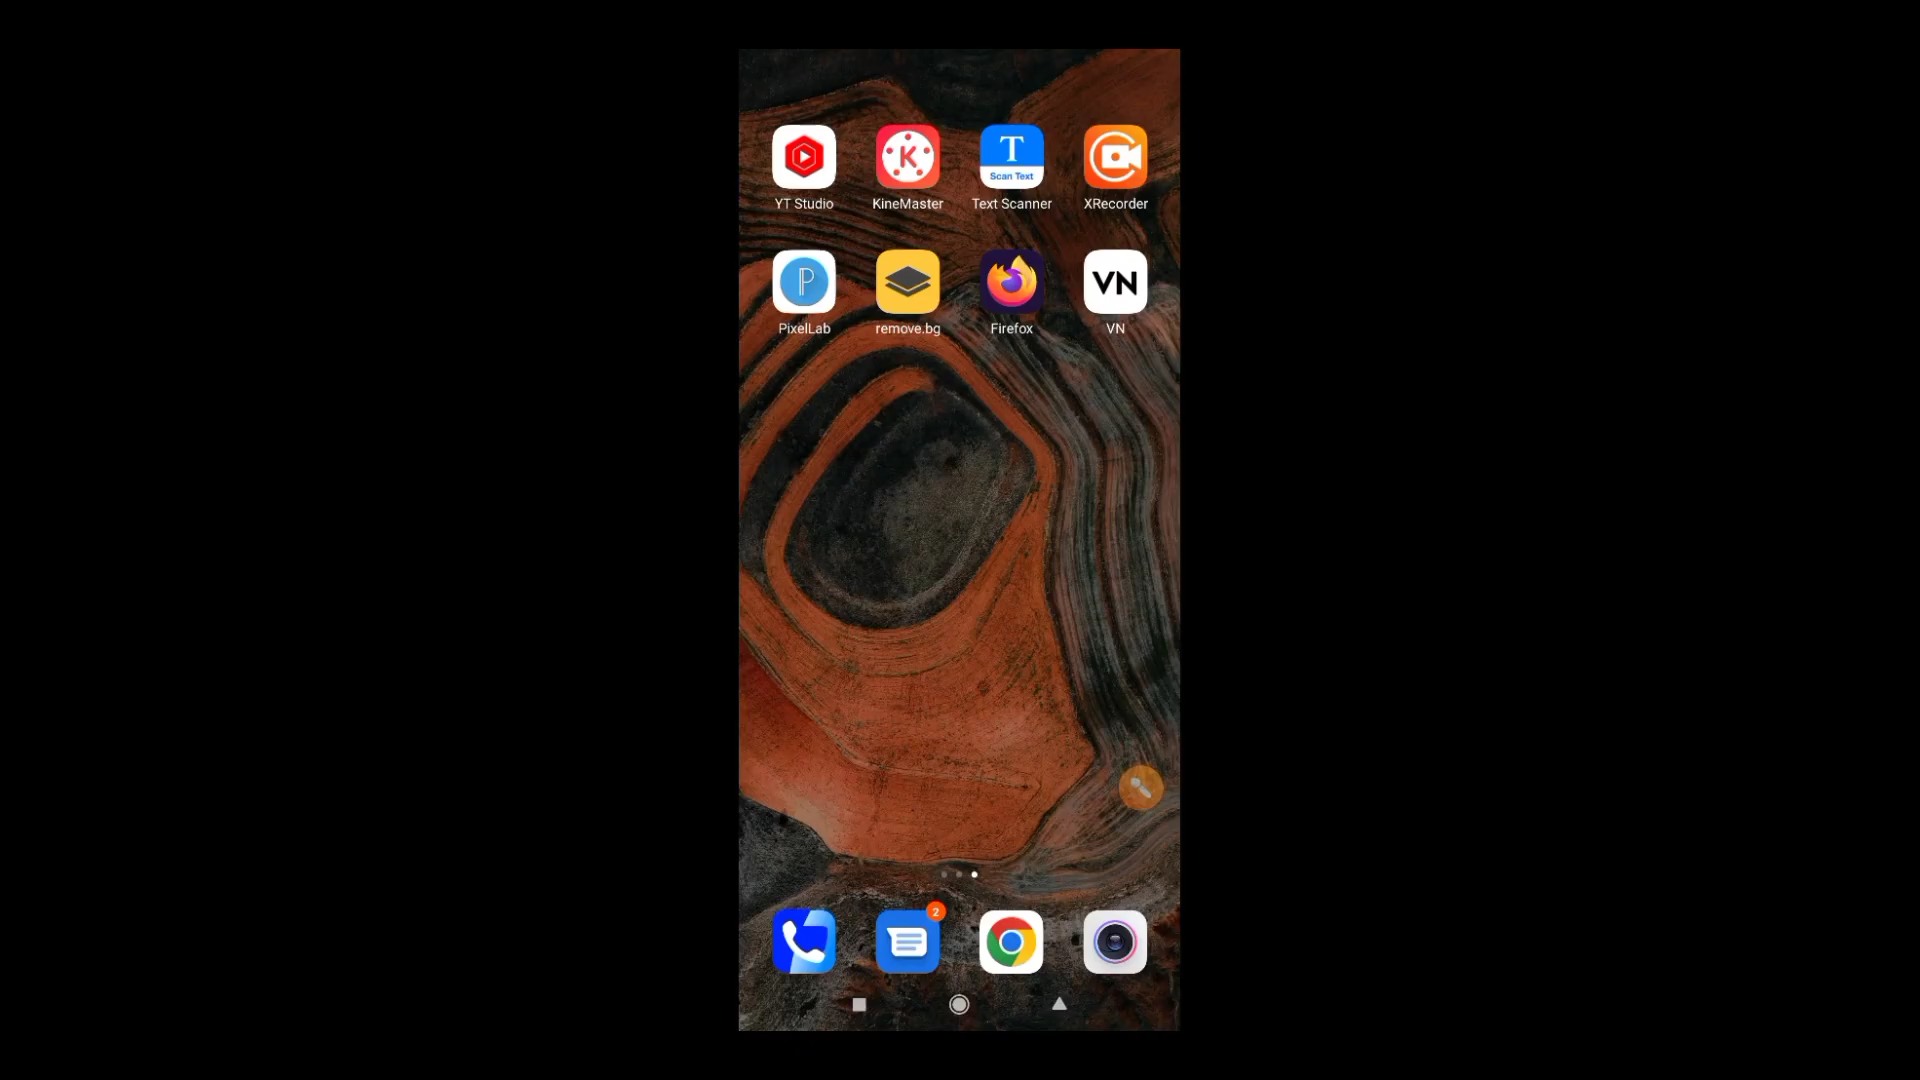 T
Scan Text
K
YT Studio
KineMaster
Text Scanner
XRecorder
P
VN
PixelLab
remove.bg
Firefox
VN
2